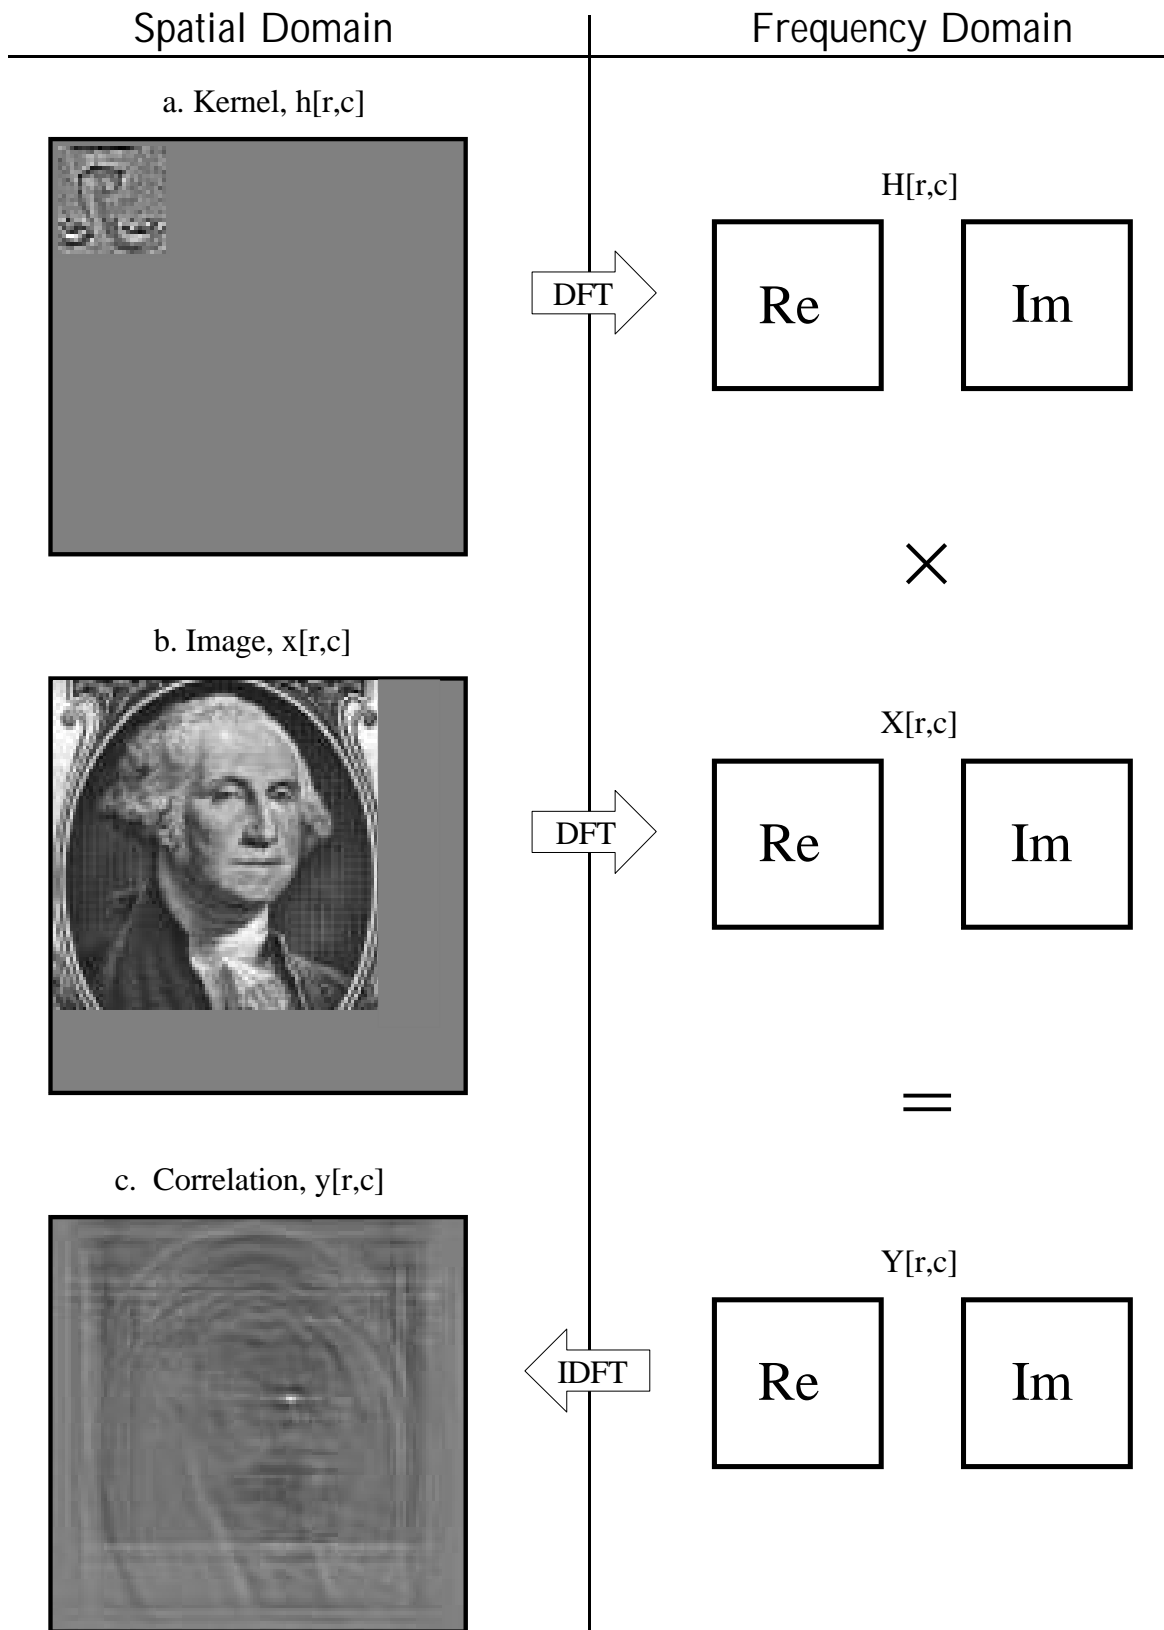 Spatial Domain
Frequency Domain
a. Kernel, h[r,c]
H[r,c]
DFT
Re
Im
×
b. Image, x[r,c]
X[r,c]
DFT
Re
Im
=
c. Correlation, y[r,c]
Y[r,c]
IDFT
Re
Im